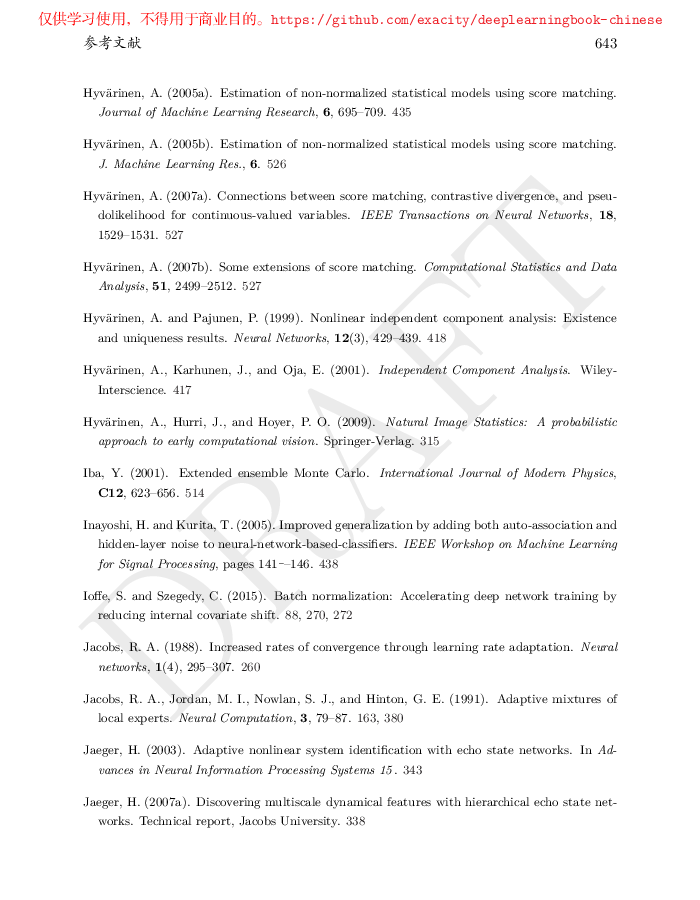 仅供学习使用，不得用于商业目的。https://github.com/exacity/deeplearningbook-chinese
参考文献 643
Hyvärinen, A. (2005a). Estimation of non-normalized statistical models using score matching.
Journal of Machine Learning Research, 6, 695–709. 435
Hyvärinen, A. (2005b). Estimation of non-normalized statistical models using score matching.
J. Machine Learning Res., 6. 526
Hyvärinen, A. (2007a). Connections between score matching, contrastive divergence, and pseu-
dolikelihood for continuous-valued variables. IEEE Transactions on Neural Networks, 18,
1529–1531. 527
Hyvärinen, A. (2007b). Some extensions of score matching. Computational Statistics and Data
Analysis, 51, 2499–2512. 527
Hyvärinen, A. and Pajunen, P. (1999). Nonlinear independent component analysis: Existence
and uniqueness results. Neural Networks, 12(3), 429–439. 418
Hyvärinen, A., Karhunen, J., and Oja, E. (2001). Independent Component Analysis. Wiley-
Interscience. 417
Hyvärinen, A., Hurri, J., and Hoyer, P. O. (2009). Natural Image Statistics: A probabilistic
approach to early computational vision. Springer-Verlag. 315
Iba, Y. (2001). Extended ensemble Monte Carlo. International Journal of Modern Physics,
C12, 623–656. 514
Inayoshi, H. and Kurita, T. (2005). Improved generalization by adding both auto-association and
hidden-layer noise to neural-network-based-classifiers. IEEE Workshop on Machine Learning
for Signal Processing, pages 141—–146. 438
Ioffe, S. and Szegedy, C. (2015). Batch normalization: Accelerating deep network training by
reducing internal covariate shift. 88, 270, 272
Jacobs, R. A. (1988). Increased rates of convergence through learning rate adaptation. Neural
networks, 1(4), 295–307. 260
Jacobs, R. A., Jordan, M. I., Nowlan, S. J., and Hinton, G. E. (1991). Adaptive mixtures of
local experts. Neural Computation, 3, 79–87. 163, 380
Jaeger, H. (2003). Adaptive nonlinear system identification with echo state networks. In Ad-
vances in Neural Information Processing Systems 15. 343
Jaeger, H. (2007a). Discovering multiscale dynamical features with hierarchical echo state net-
works. Technical report, Jacobs University. 338
DRAFT